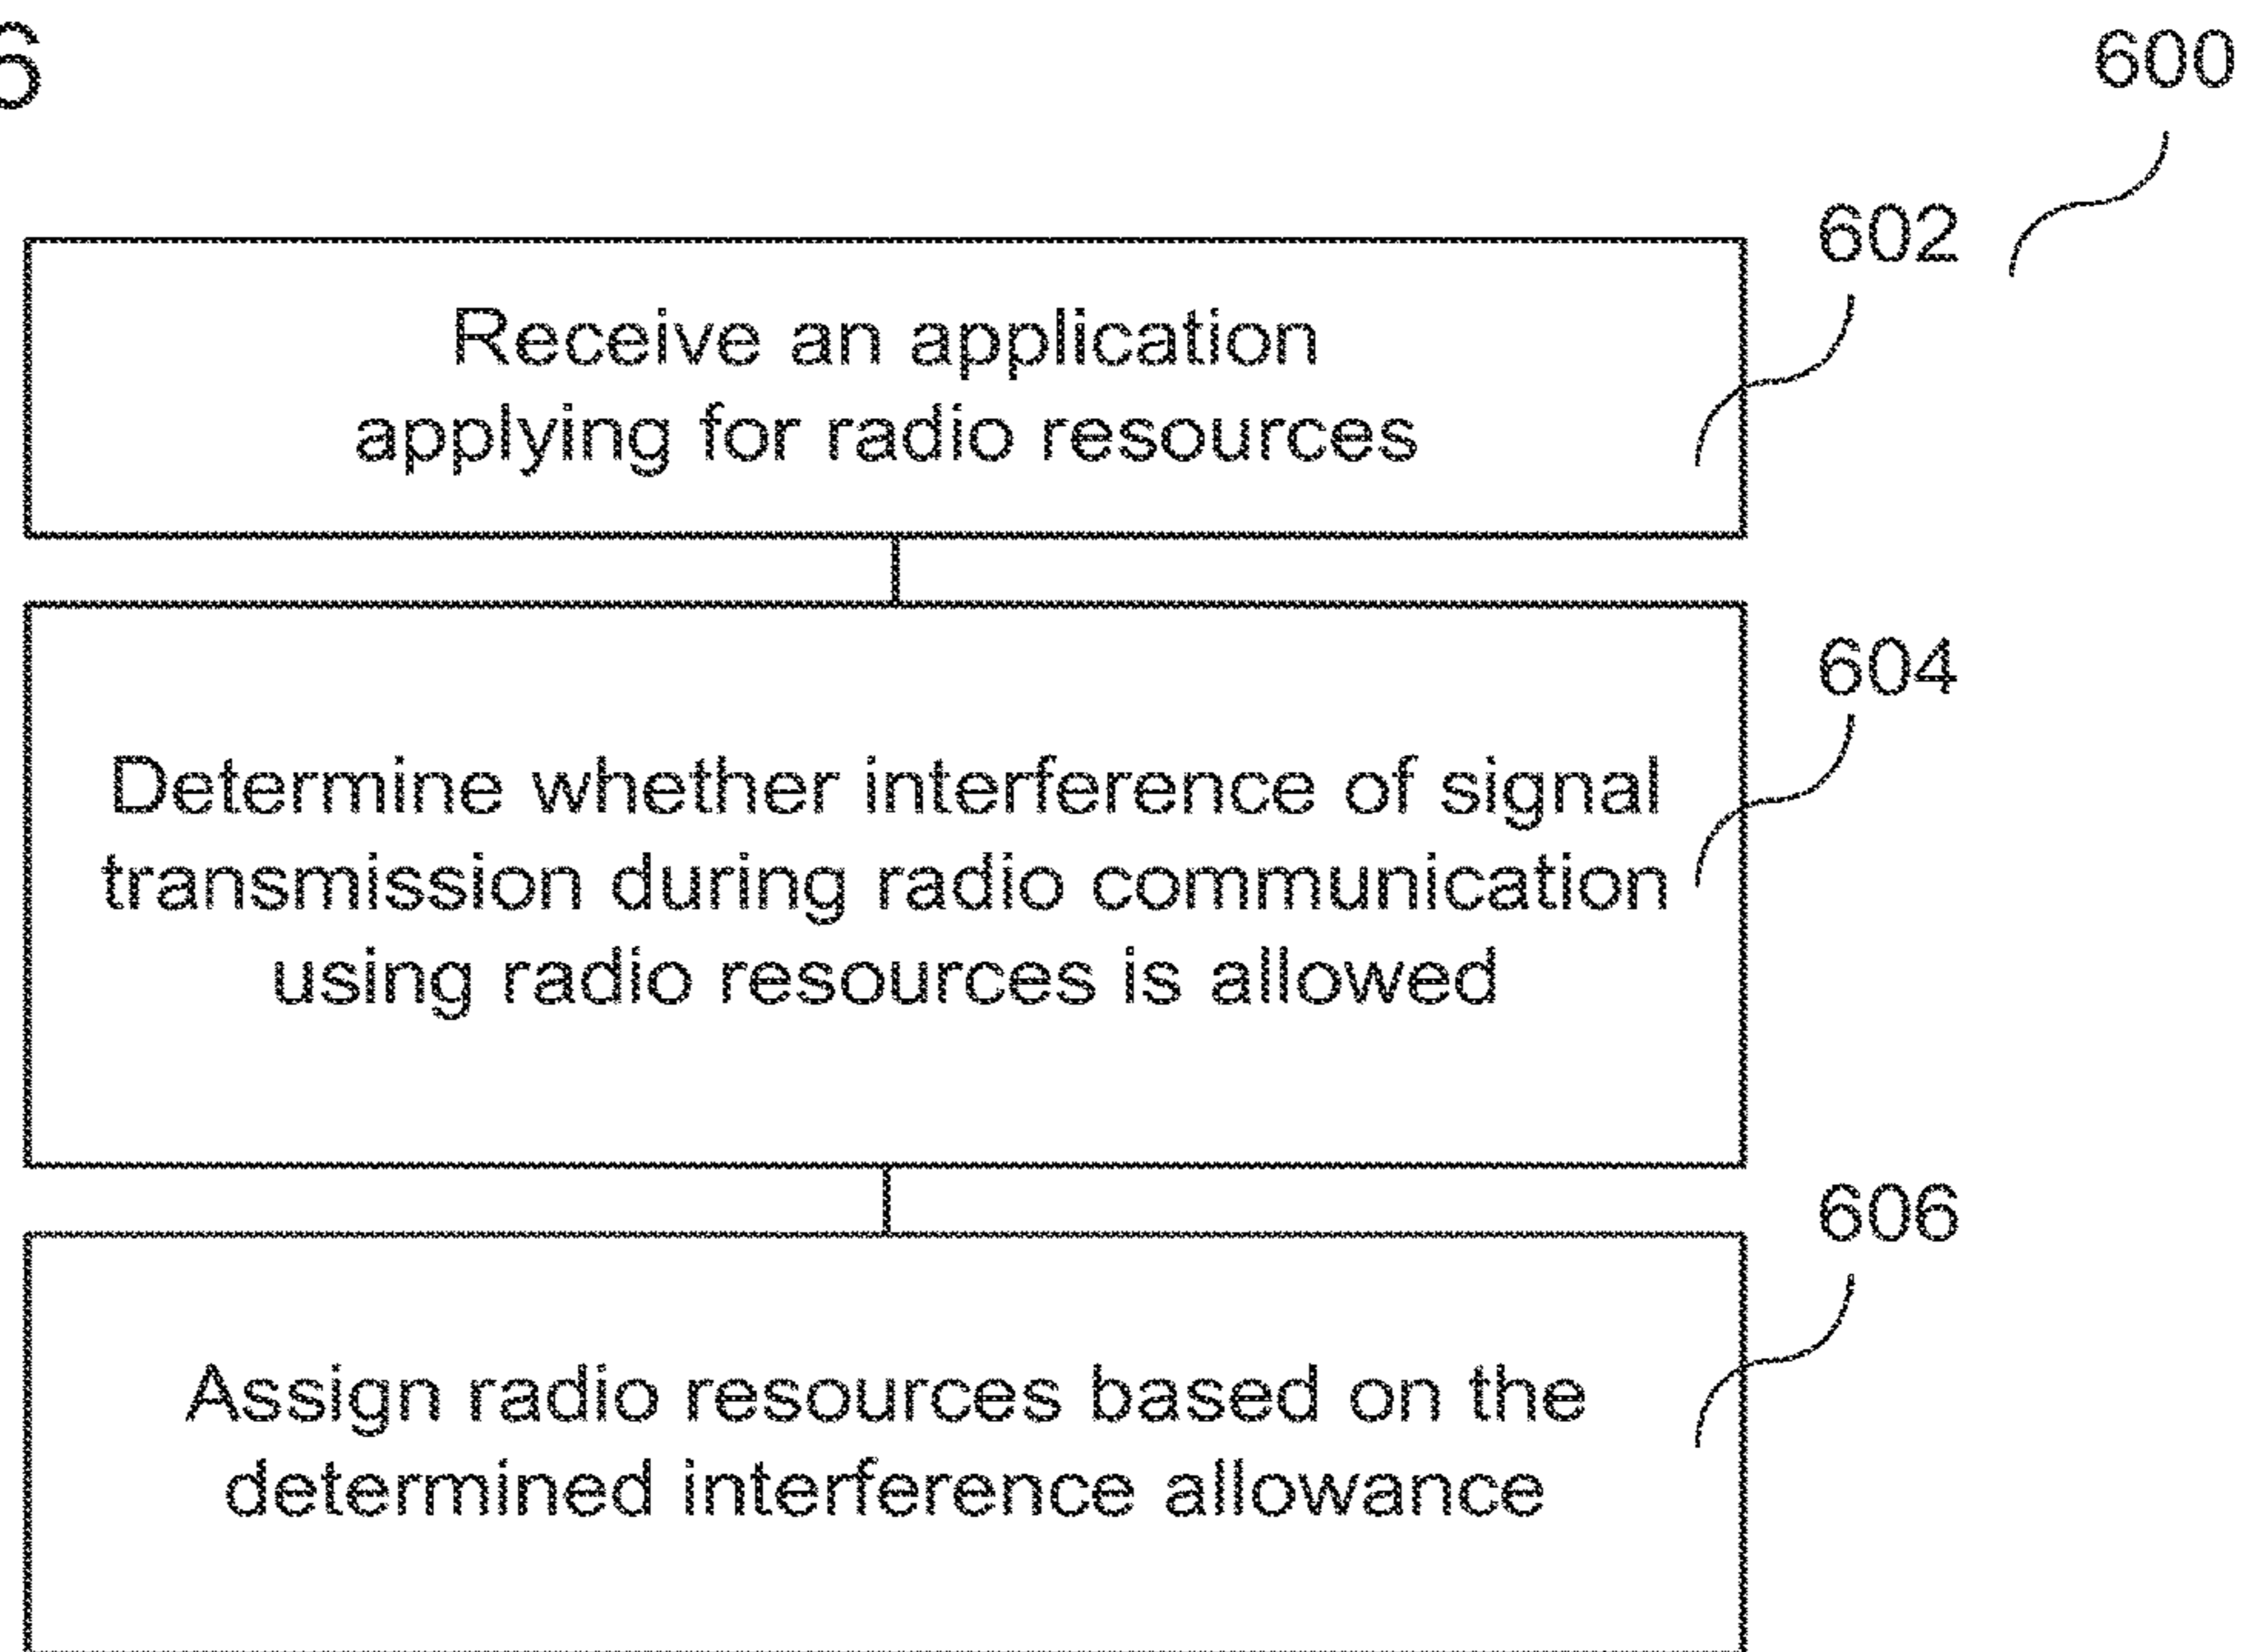 6
600
602
Receive an application
applying for radio resources
604
Determine whether interference of signal
transmission during radio communication
using radio resources is allowed
606
Assign radio resources based on the
determined interference allowance